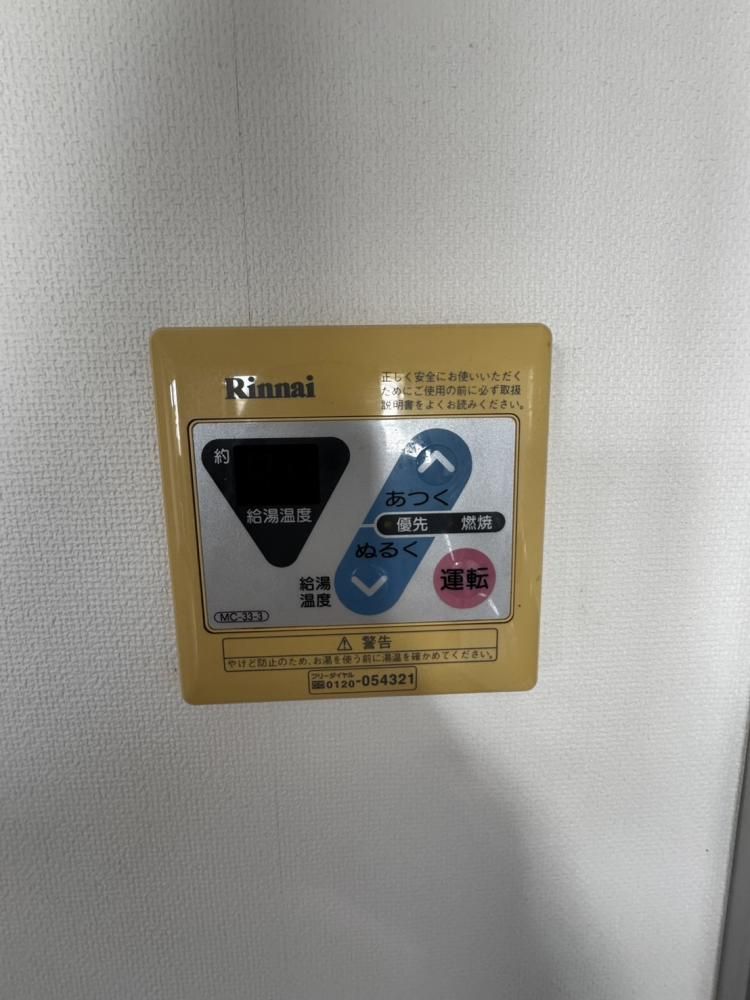 Rinnai
正しく安全にお使いいただく
ためにご使用の前に必ず取扱
説明書をよくお読みください。
約
給湯温度
あつく
優先 燃焼
ぬるく
給湯
温度
運転
MC-33-3
⚠ 警告
やけど防止のため、お湯を使う前に湯温を確かめてください。
フリーダイヤル
0120-054321